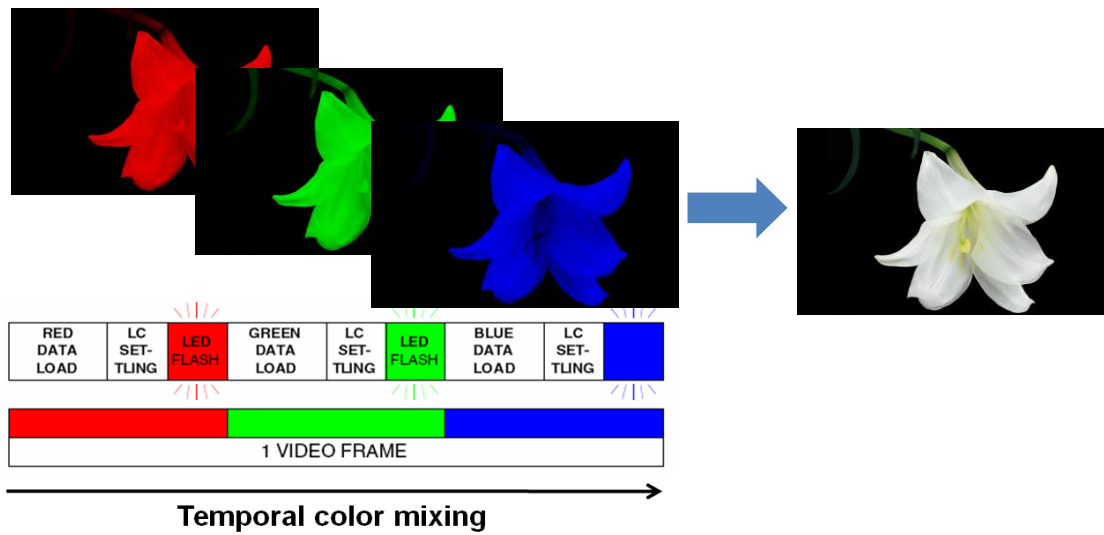 RED
DATA
LOAD
LC
SET-
TLING
LED
FLASH
GREEN
DATA
LOAD
LC
SET-
TLING
LED
FLASH
BLUE
DATA
LOAD
LC
SET-
TLING
1 VIDEO FRAME
Temporal color mixing